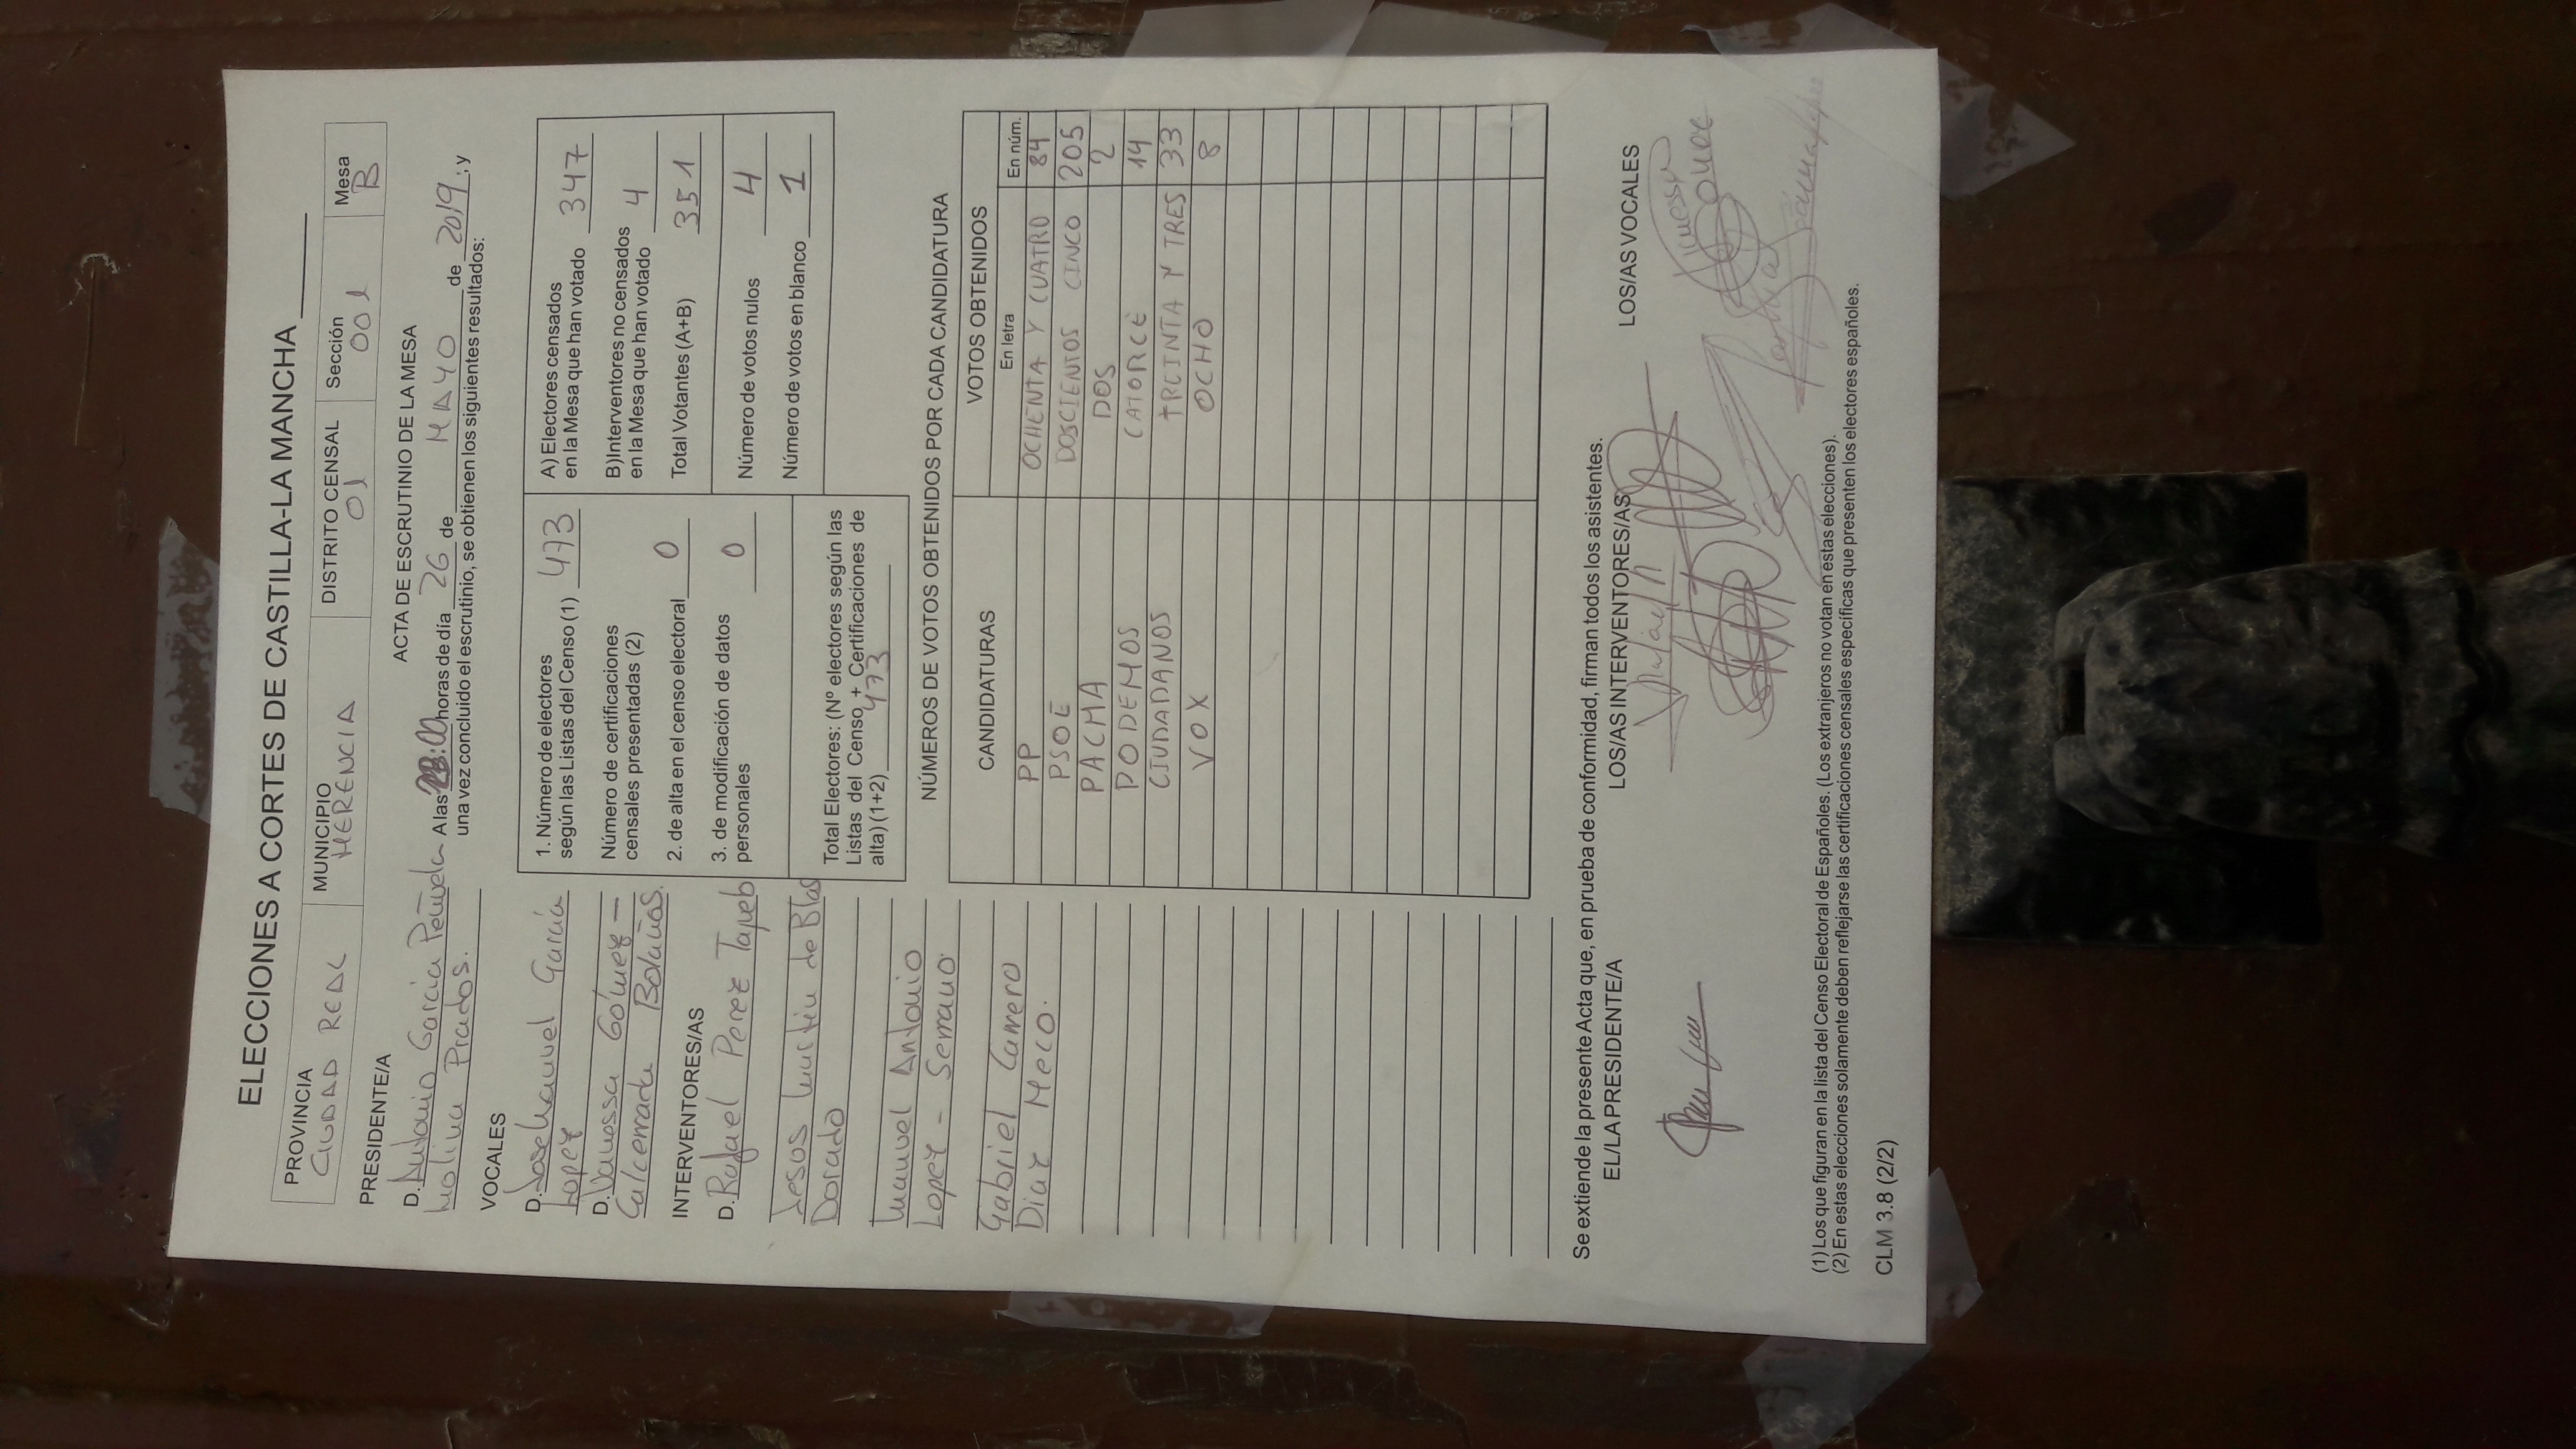 ELECCIONES A CORTES DE CASTILLA-LA MANCHA
PROVINCIA
CIUDAD REAL
MUNICIPIO
HERENCIA
DISTRITO CENSAL
01
Sección
001
Mesa
B
ACTA DE ESCRUTINIO DE LA MESA
PRESIDENTE/A
D. Antonio García Peñuela
Molina Prados.
A las horas de día 26 de MAYO de 2019; y
una vez concluido el escrutinio, se obtienen los siguientes resultados:
VOCALES
D. Jose Manuel García
Lopez
D. Vanessa Gómez-
Calcerrada Bolaños.
INTERVENTORES/AS
D. Rafael Perez Tajueb
Jesus Martin de Blas
Dorado
Manuel Antonio
Lopez - Serrano.
Gabriel Carrero
Diaz Meco.
1. Número de electores
según las Listas del Censo (1) 473
Número de certificaciones
censales presentadas (2)
2. de alta en el censo electoral 0
3. de modificación de datos
personales 0
Total Electores: (Nº electores según las
Listas del Censo + Certificaciones de
alta) (1+2) 473
A) Electores censados
en la Mesa que han votado 347
B) Interventores no censados
en la Mesa que han votado 4
Total Votantes (A+B) 351
Número de votos nulos 4
Número de votos en blanco 1
NÚMEROS DE VOTOS OBTENIDOS POR CADA CANDIDATURA
CANDIDATURAS VOTOS OBTENIDOS
En letra En núm.
PP OCHENTA Y CUATRO 84
PSOE DOSCIENTOS CINCO 205
PACMA DOS 2
PODEMOS CATORCE 14
CIUDADANOS TREINTA Y TRES 33
VOX OCHO 8
Se extiende la presente Acta que, en prueba de conformidad, firman todos los asistentes.
EL/LA PRESIDENTE/A LOS/AS INTERVENTORES/AS LOS/AS VOCALES
(1) Los que figuran en la lista del Censo Electoral de Españoles. (Los extranjeros no votan en estas elecciones).
(2) En estas elecciones solamente deben reflejarse las certificaciones censales específicas que presenten los electores españoles.
CLM 3.8 (2/2)